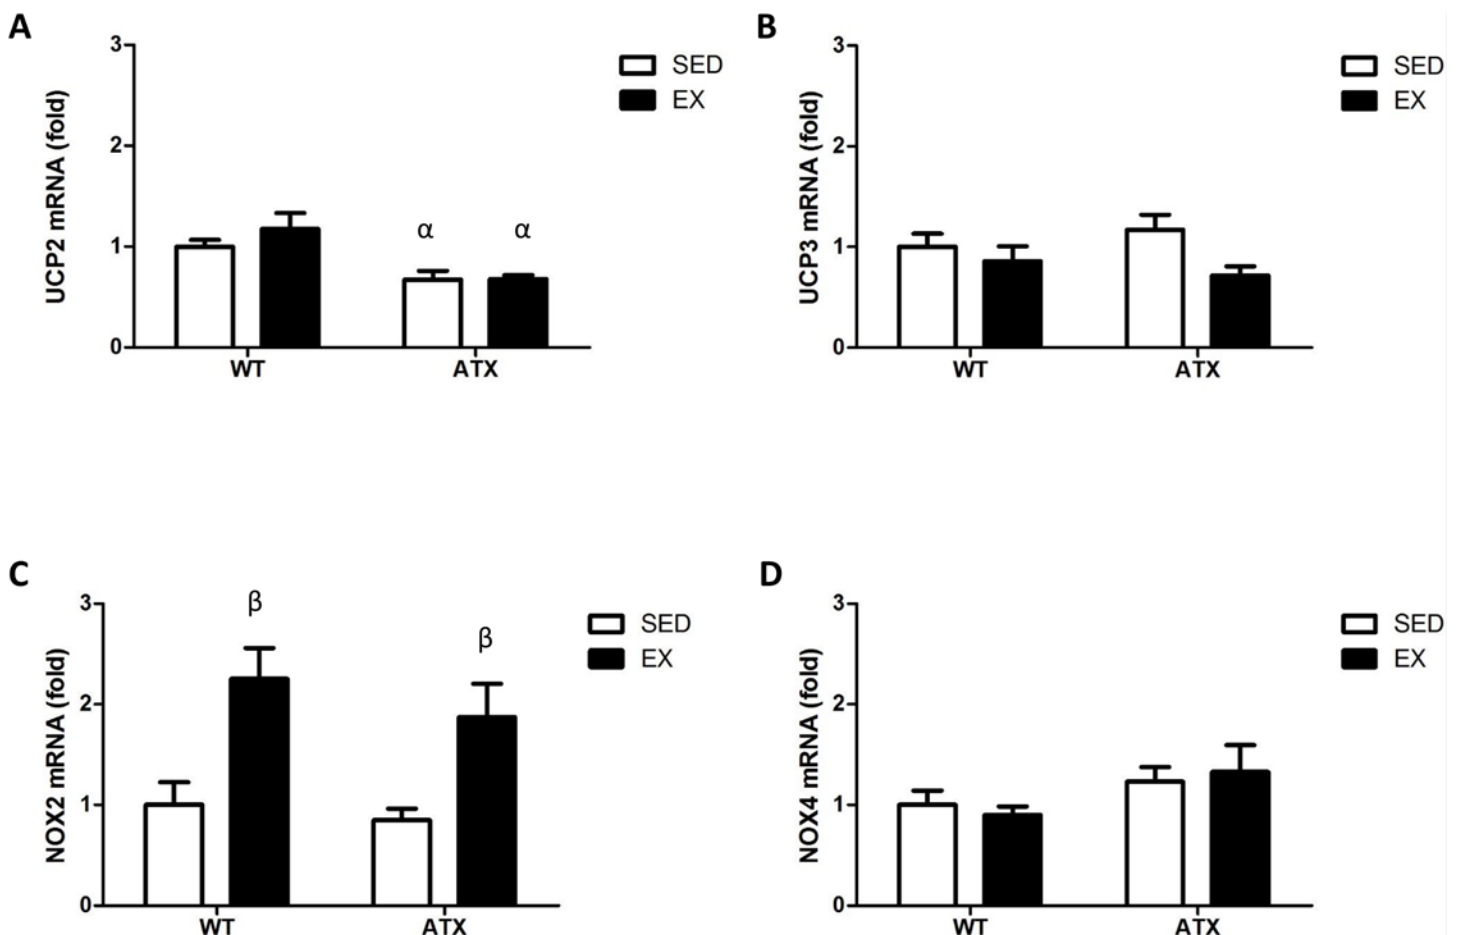 A
UCP2 mRNA (fold)
3
2
1
0
α
α
WT
ATX
SED
EX
B
UCP3 mRNA (fold)
3
2
1
0
WT
ATX
SED
EX
C
NOX2 mRNA (fold)
3
2
1
0
β
β
WT
ATX
SED
EX
D
NOX4 mRNA (fold)
3
2
1
0
WT
ATX
SED
EX